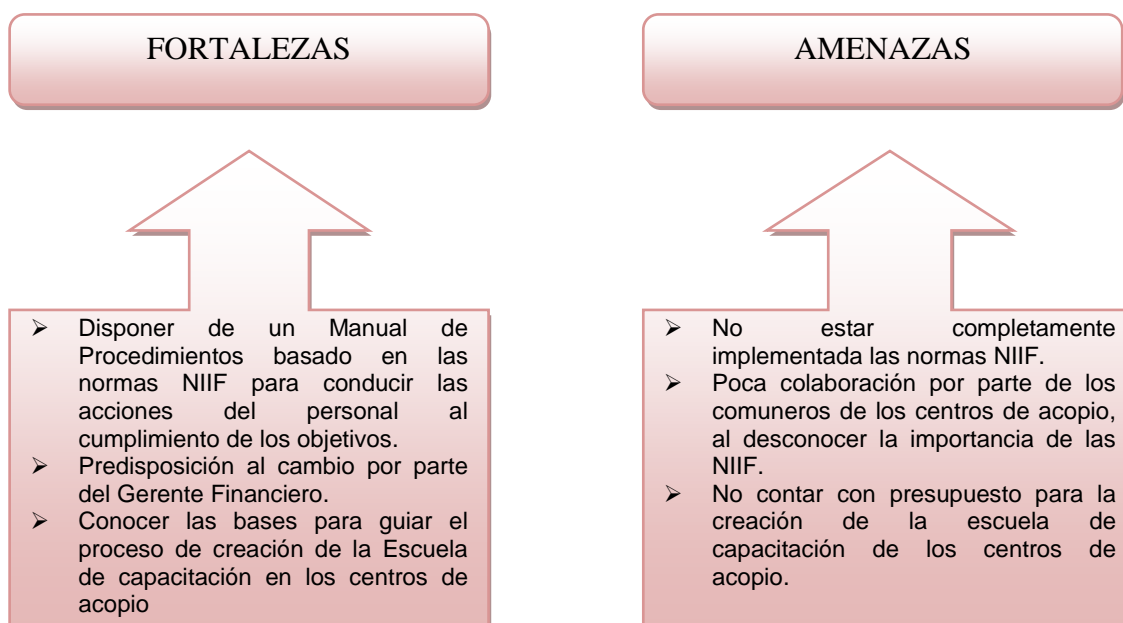 FORTALEZAS
➢ Disponer de un Manual de
Procedimientos basado en las
normas NIIF para conducir las
acciones del personal al
cumplimiento de los objetivos.
➢ Predisposición al cambio por parte
del Gerente Financiero.
➢ Conocer las bases para guiar el
proceso de creación de la Escuela
de capacitación en los centros de
acopio
AMENAZAS
➢ No estar completamente
implementada las normas NIIF.
➢ Poca colaboración por parte de los
comuneros de los centros de acopio,
al desconocer la importancia de las
NIIF.
➢ No contar con presupuesto para la
creación de la escuela de
capacitación de los centros de
acopio.